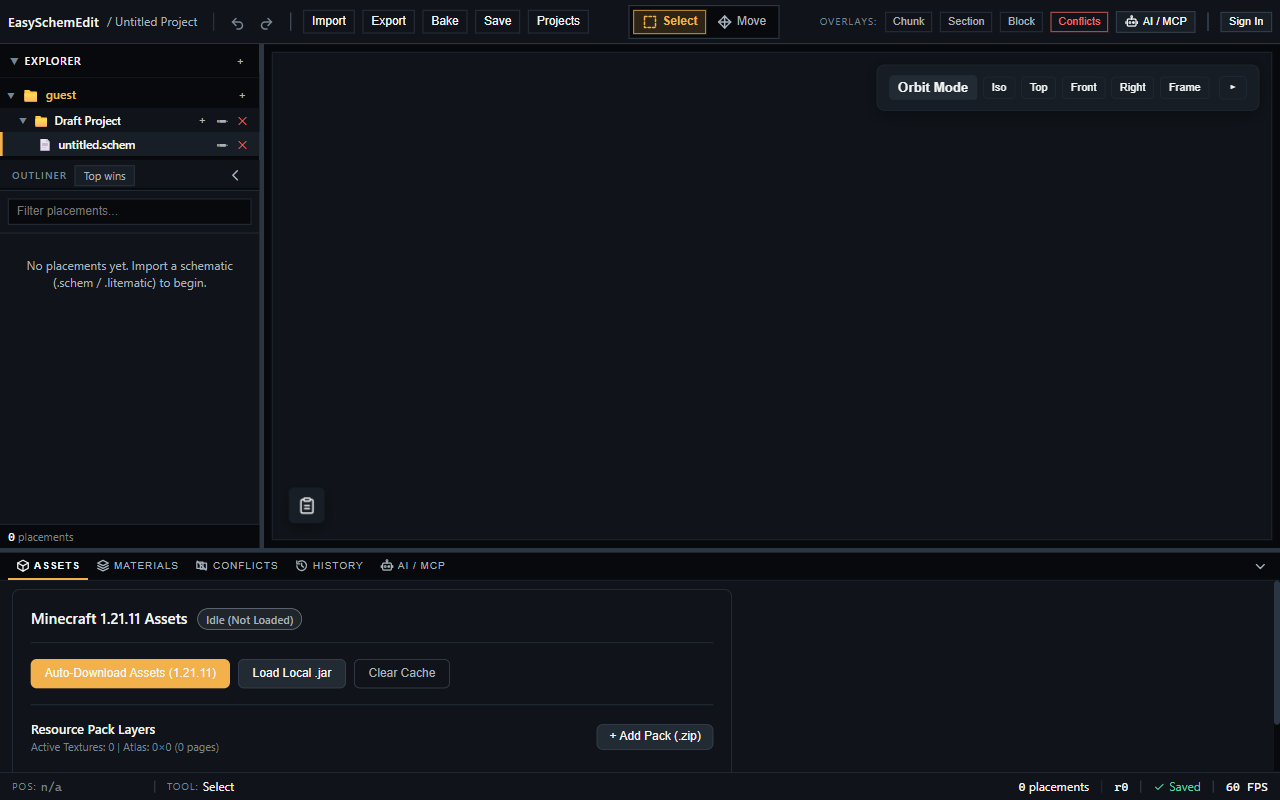 EasySchemEdit / Untitled Project Import Export Bake Save Projects Select Move OVERLAYS: Chunk Section Block Conflicts AI / MCP Sign In
EXPLORER +
guest +
Draft Project +
untitled.schem
OUTLINER Top wins
Filter placements...
No placements yet. Import a schematic
(.schem / .litematic) to begin.
0 placements
Orbit Mode Iso Top Front Right Frame
ASSETS MATERIALS CONFLICTS HISTORY AI / MCP
Minecraft 1.21.11 Assets Idle (Not Loaded)
Auto-Download Assets (1.21.11) Load Local .jar Clear Cache
Resource Pack Layers
Active Textures: 0 | Atlas: 0×0 (0 pages)
+ Add Pack (.zip)
POS: n/a TOOL: Select 0 placements r0 ✓ Saved 60 FPS